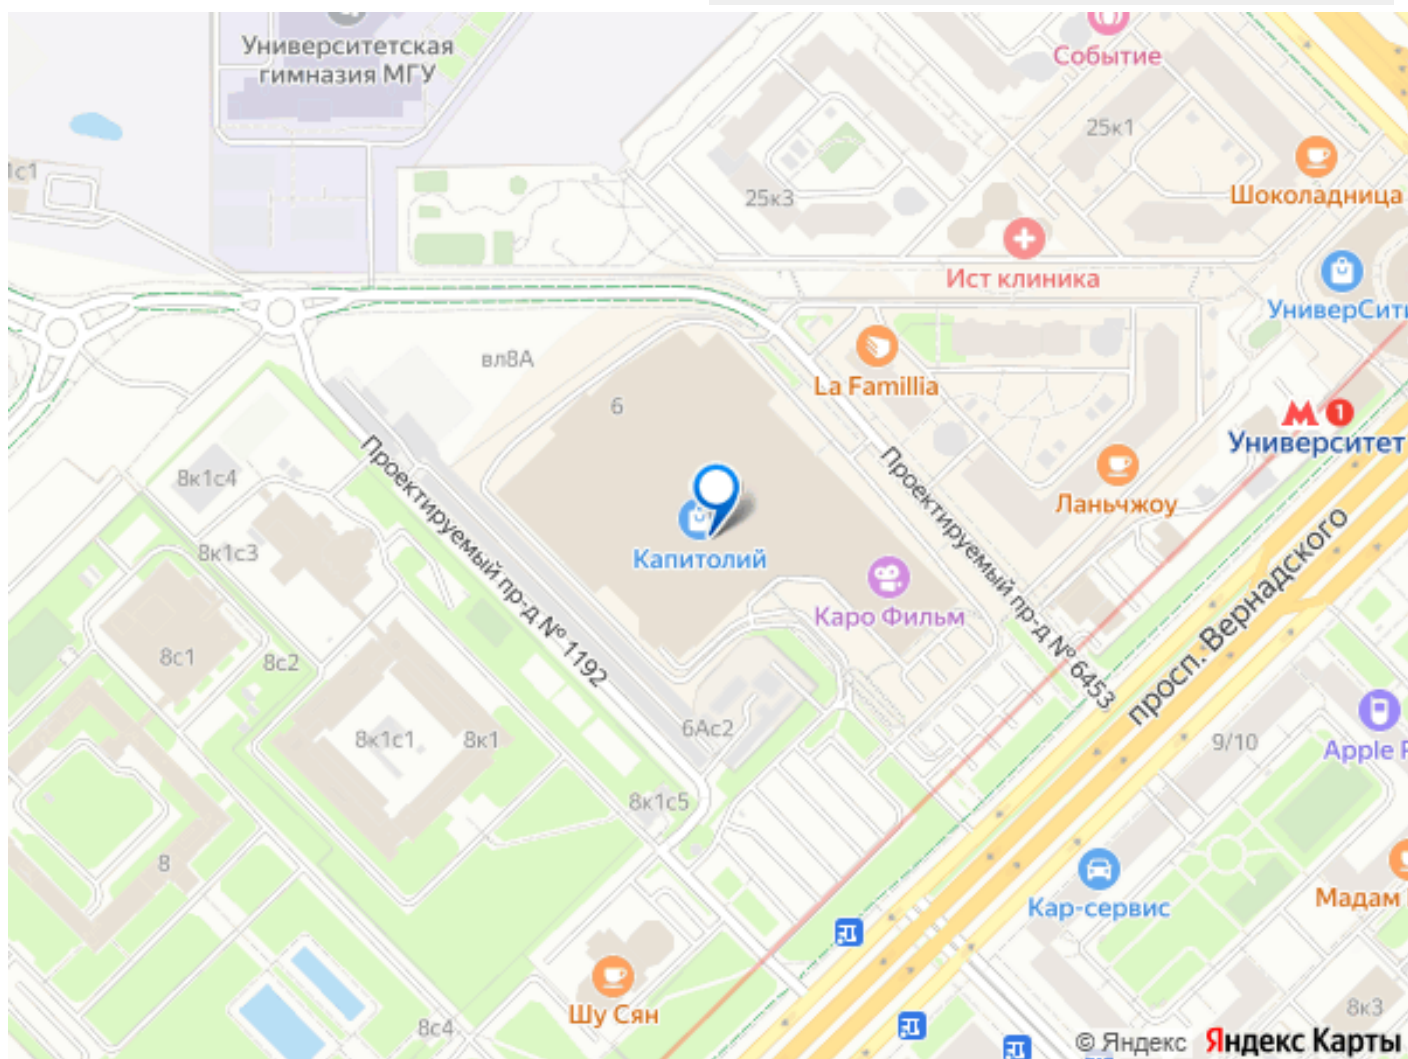 Университетская
гимназия МГУ
Событие
25к1
Шоколадница
1с1
25к3
Ист клиника
УниверСити
вл8А
La Famillia
6
1
Университет
Проектируемый пр-д № 1192
Проектируемый пр-д № 6453
8к1с4
Ланьчжоу
8к1с3
Капитолий
просп. Вернадского
Каро Фильм
8с1
8с2
6Ас2
8к1с1
8к1
9/10
Apple
8к1с5
8
Кар-сервис
Мадам
Шу Сян
8с4
8к3
© Яндекс Яндекс Карты